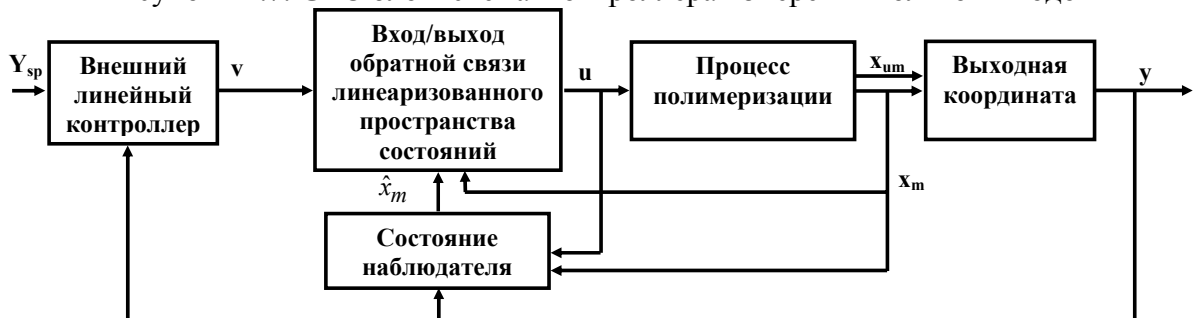 Y_sp
Внешний
линейный
контроллер
v
Вход/выход
обратной связи
линеаризованного
пространства
состояний
u
Процесс
полимеризации
x_um
Выходная
координата
y
x_m
x̂_m
Состояние
наблюдателя